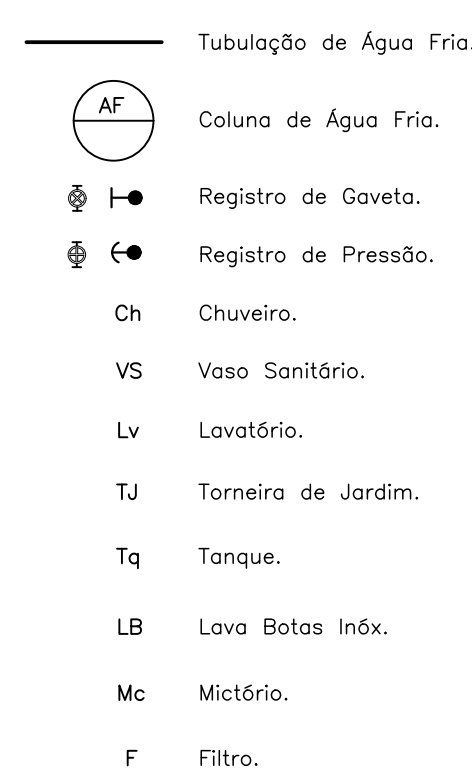 Tubulação de Água Fria.
AF Coluna de Água Fria.
Registro de Gaveta.
Registro de Pressão.
Ch Chuveiro.
VS Vaso Sanitário.
Lv Lavatório.
TJ Torneira de Jardim.
Tq Tanque.
LB Lava Botas Inóx.
Mc Mictório.
F Filtro.